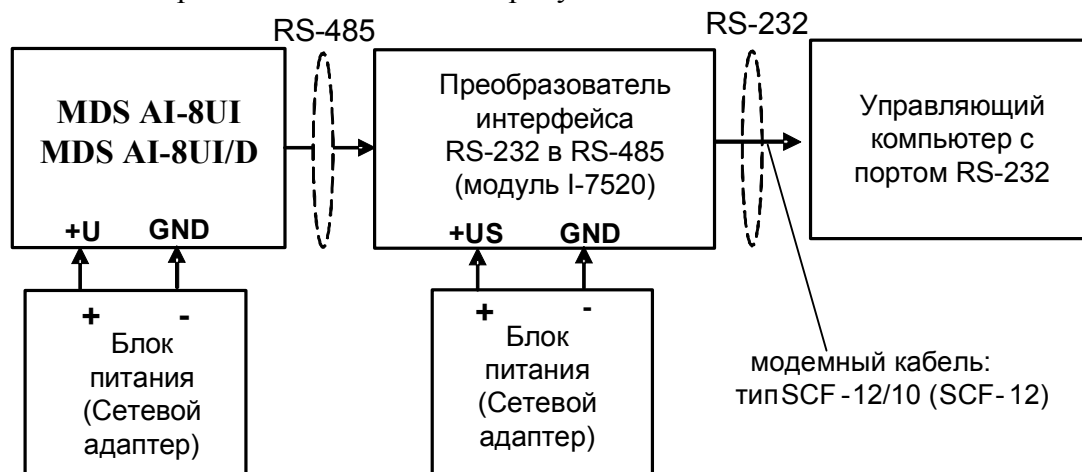 RS-485
RS-232
MDS AI-8UI
MDS AI-8UI/D
+U GND
Преобразователь
интерфейса
RS-232 в RS-485
(модуль I-7520)
+US GND
Управляющий
компьютер с
портом RS-232
+ -
Блок
питания
(Сетевой
адаптер)
+ -
Блок
питания
(Сетевой
адаптер)
модемный кабель:
тип SCF -12/10 (SCF- 12)